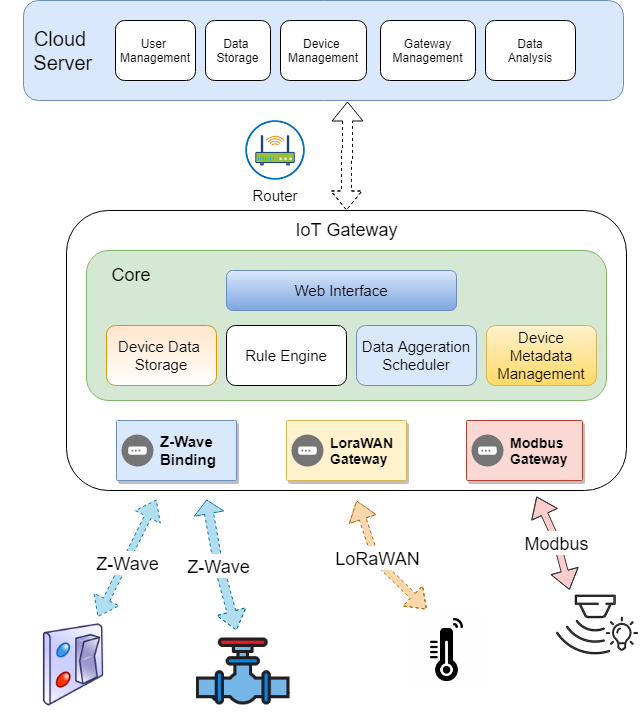 Cloud
Server
User
Management
Data
Storage
Device
Management
Gateway
Management
Data
Analysis
Router
IoT Gateway
Core
Web Interface
Device Data
Storage
Rule Engine
Data Aggeration
Scheduler
Device
Metadata
Management
Z-Wave
Binding
LoraWAN
Gateway
Modbus
Gateway
Z-Wave
Z-Wave
LoRaWAN
Modbus